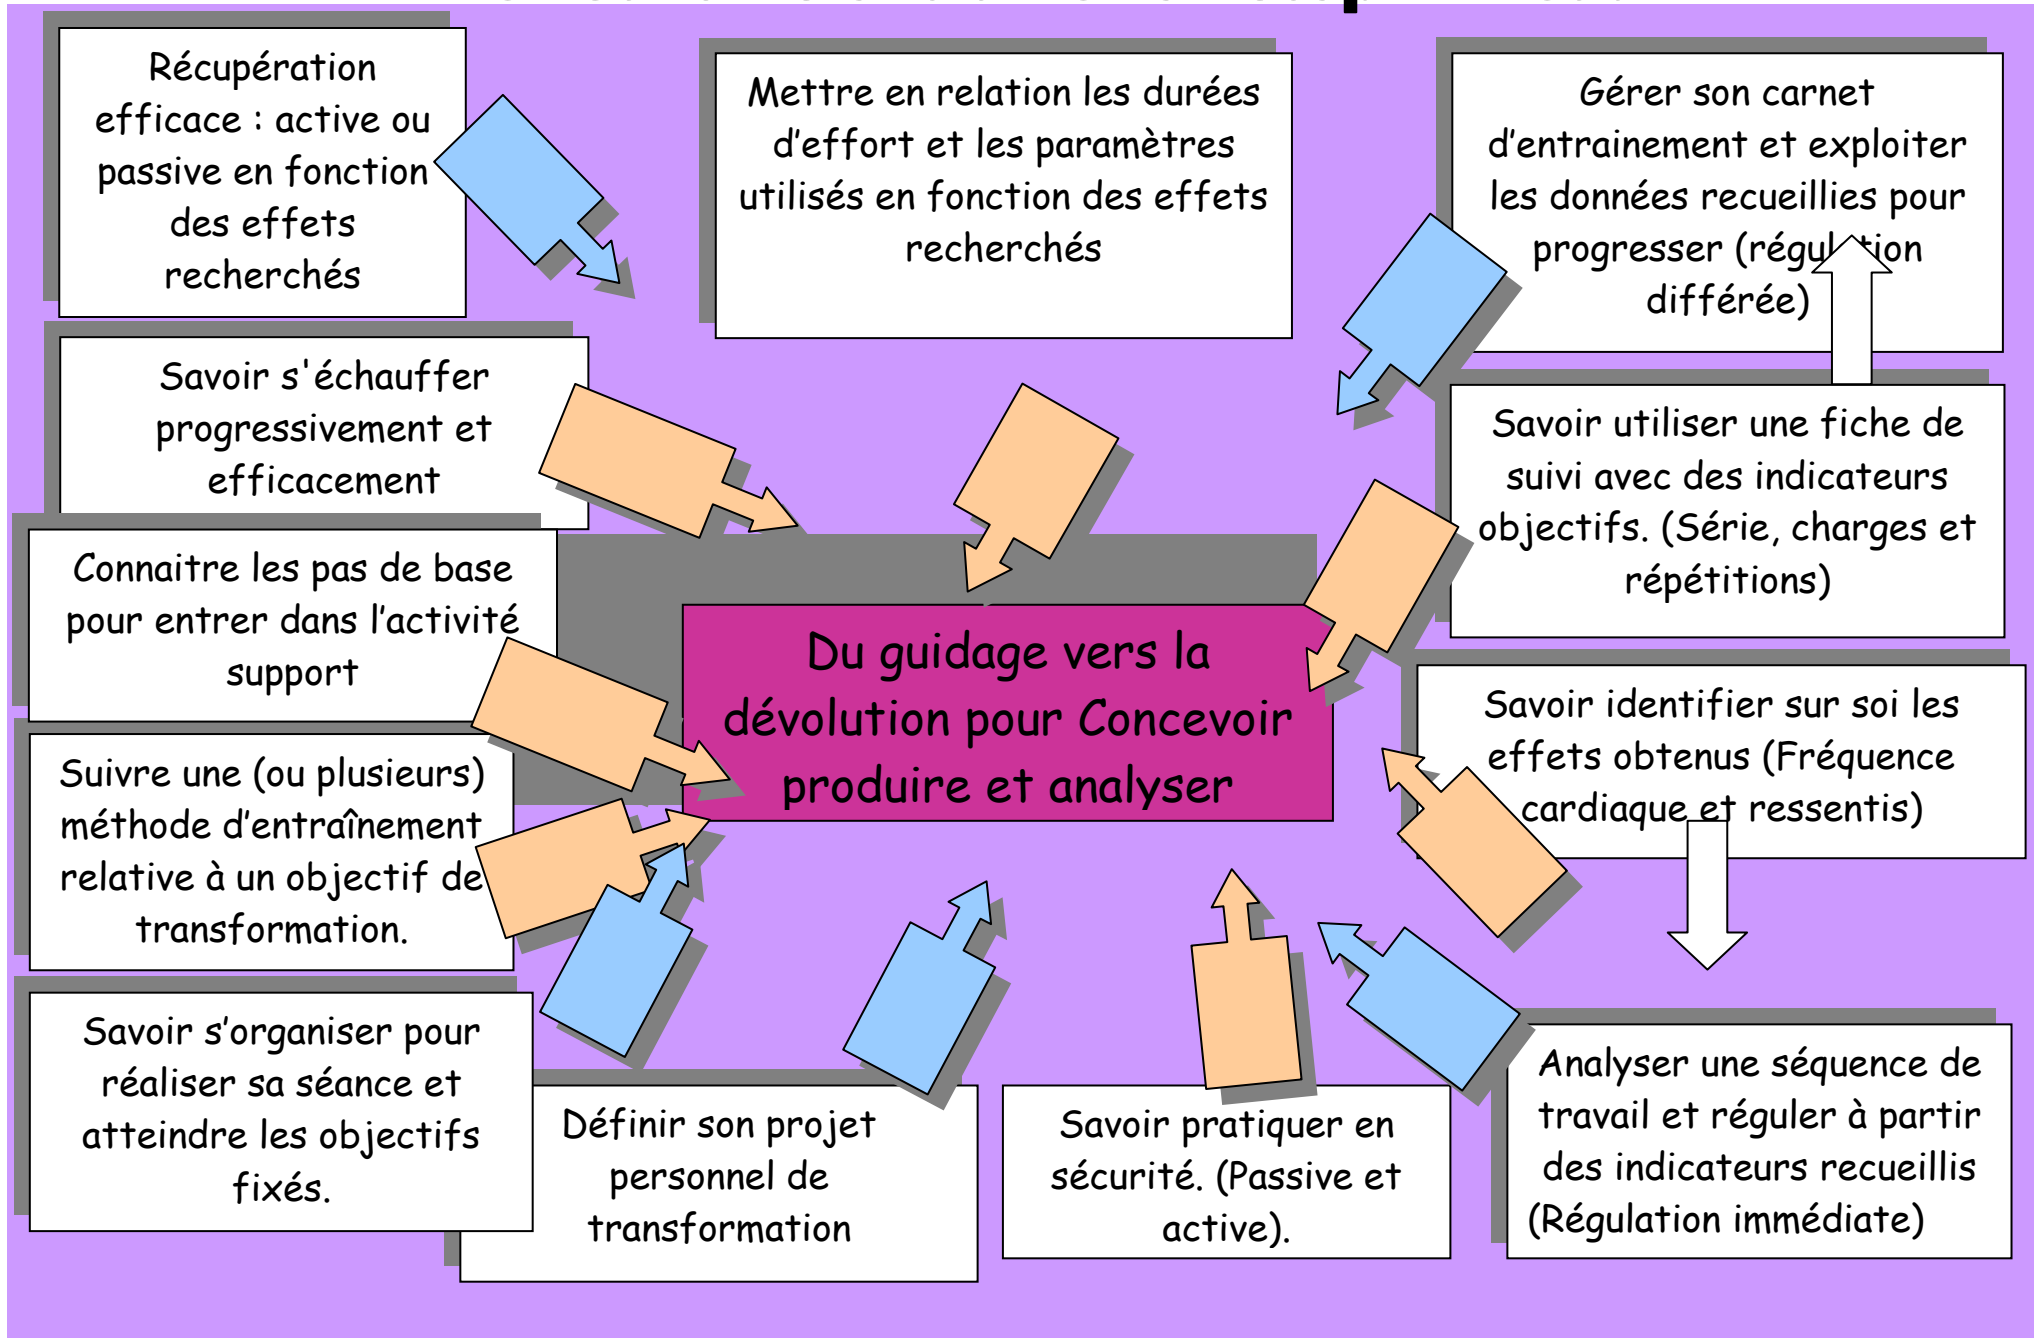 Récupération
efficace : active ou
passive en fonction
des effets
recherchés
Mettre en relation les durées
d’effort et les paramètres
utilisés en fonction des effets
recherchés
Gérer son carnet
d’entrainement et exploiter
les données recueillies pour
progresser (régulation
différée)
Savoir s'échauffer
progressivement et
efficacement
Savoir utiliser une fiche de
suivi avec des indicateurs
objectifs. (Série, charges et
répétitions)
Connaitre les pas de base
pour entrer dans l’activité
support
Du guidage vers la
dévolution pour Concevoir
produire et analyser
Savoir identifier sur soi les
effets obtenus (Fréquence
cardiaque et ressentis)
Suivre une (ou plusieurs)
méthode d’entraînement
relative à un objectif de
transformation.
Savoir s’organiser pour
réaliser sa séance et
atteindre les objectifs
fixés.
Définir son projet
personnel de
transformation
Savoir pratiquer en
sécurité. (Passive et
active).
Analyser une séquence de
travail et réguler à partir
des indicateurs recueillis
(Régulation immédiate)